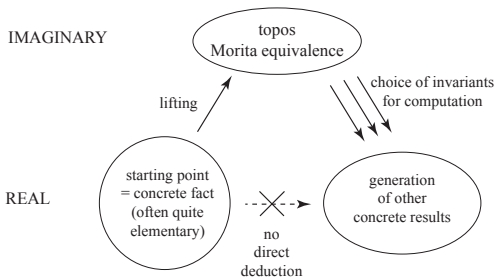 IMAGINARY
topos
Morita equivalence
lifting
choice of invariants
for computation
REAL
starting point
= concrete fact
(often quite
elementary)
no
direct
deduction
generation
of other
concrete results